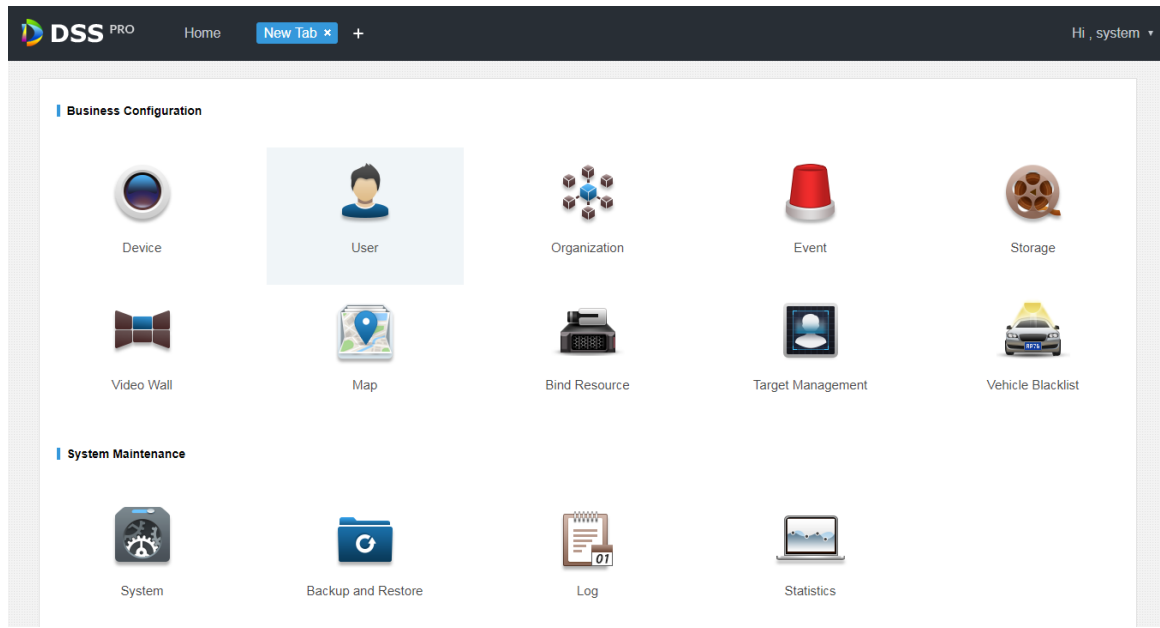 DSS PRO Home New Tab × + Hi , system
Business Configuration
Device User Organization Event Storage
Video Wall Map Bind Resource Target Management Vehicle Blacklist
System Maintenance
01
System Backup and Restore Log Statistics